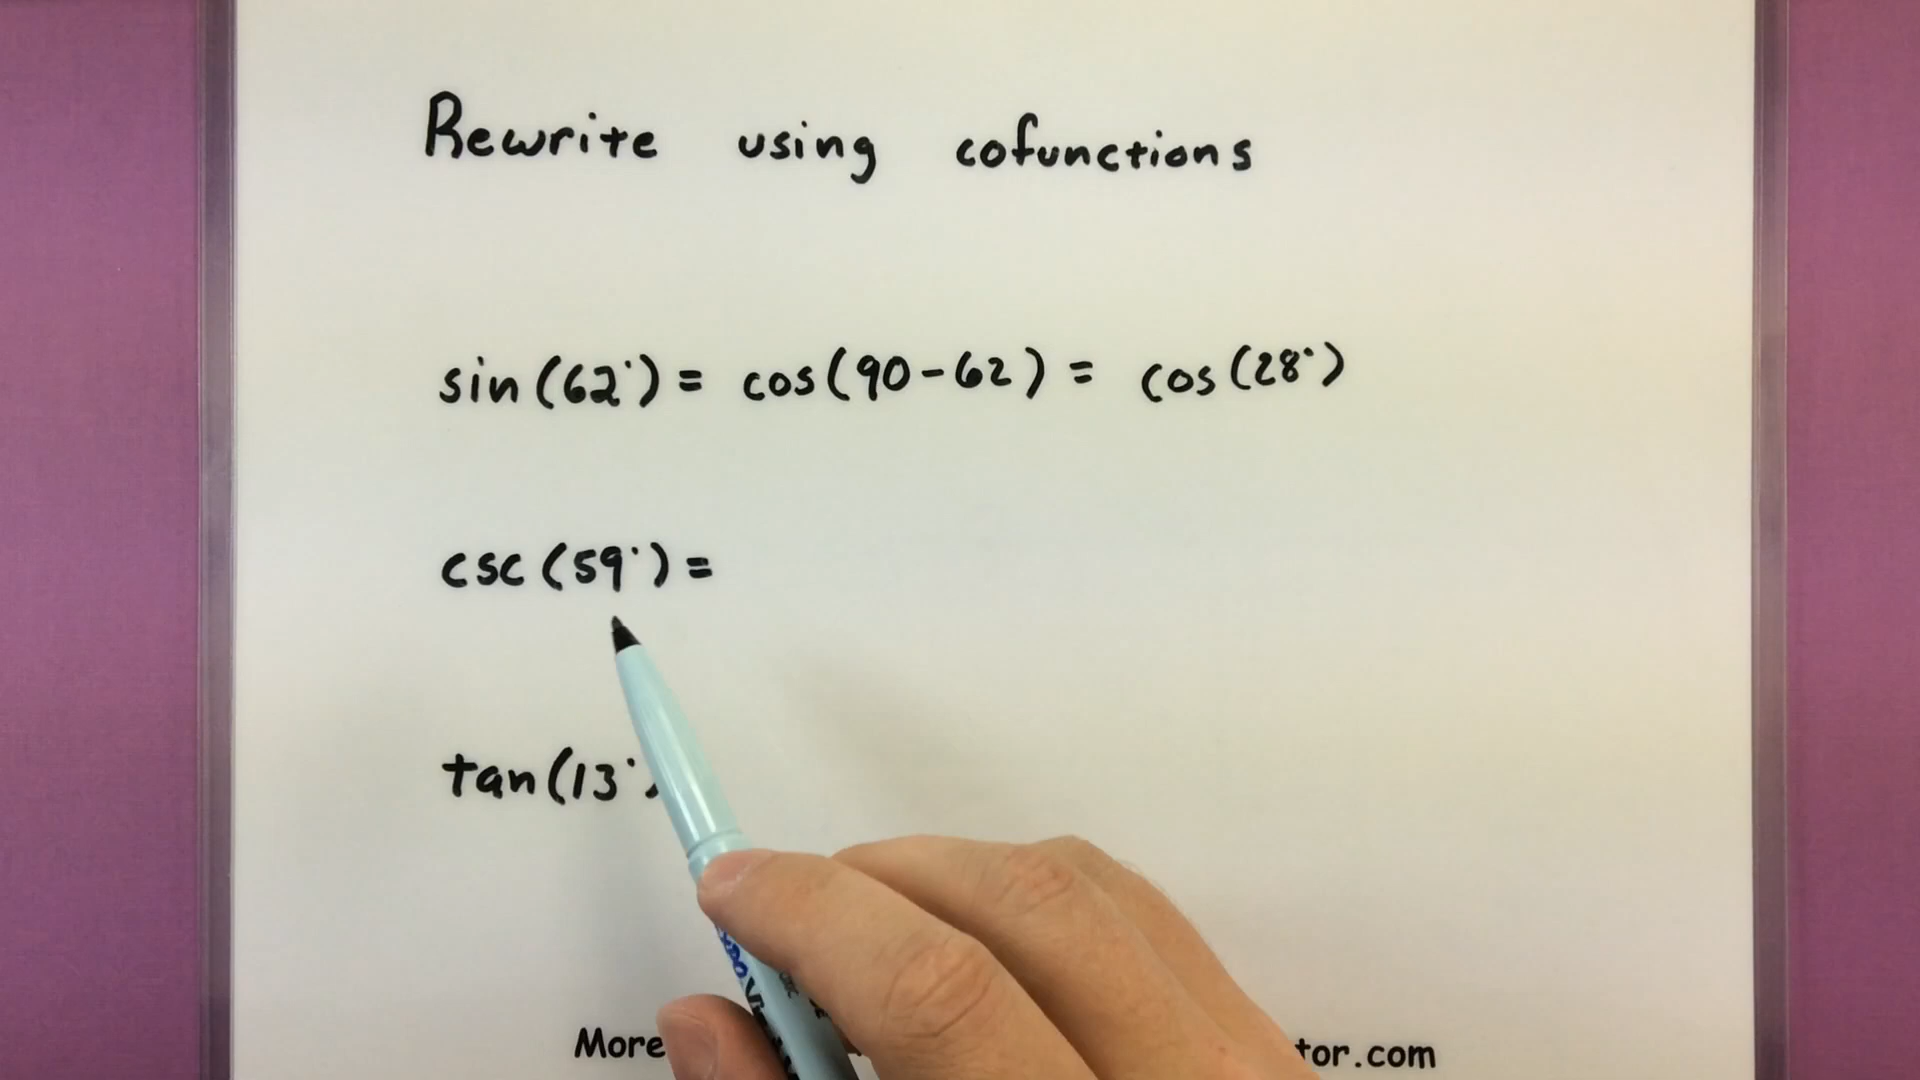 Rewrite using cofunctions
sin(62°) = cos(90-62) = cos(28°)
csc(59°) =
tan(13°)
More
tor.com